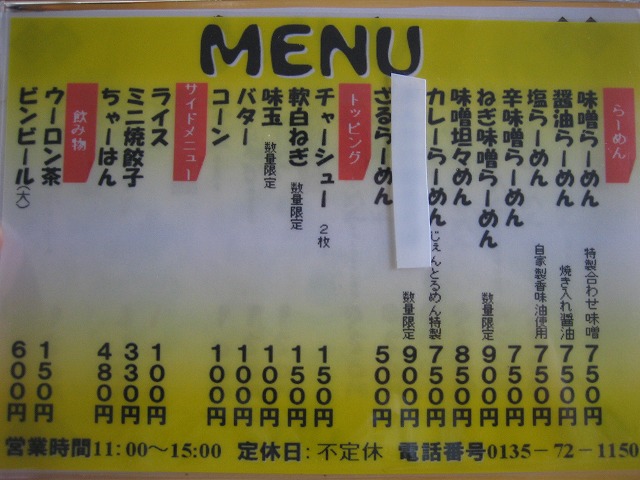 MENU
らーめん
味噌らーめん 特製合わせ味噌 750円
醤油らーめん 焼き入れ醤油 750円
塩らーめん 自家製香味油使用 750円
辛味噌らーめん 750円
ねぎ味噌らーめん 数量限定 900円
味噌坦々めん 850円
カレーらーめん じぇんとるめん特製 750円
数量限定 900円
ざるらーめん 500円
トッピング
チャーシュー 2枚 150円
軟白ねぎ 数量限定 150円
味玉 数量限定 100円
バター 100円
コーン 100円
サイドメニュー
ライス 100円
ミニ焼餃子 330円
ちゃーはん 480円
飲み物
ウーロン茶 150円
ビンビール(大) 600円
営業時間11:00~15:00 定休日:不定休 電話番号0135-72-1150